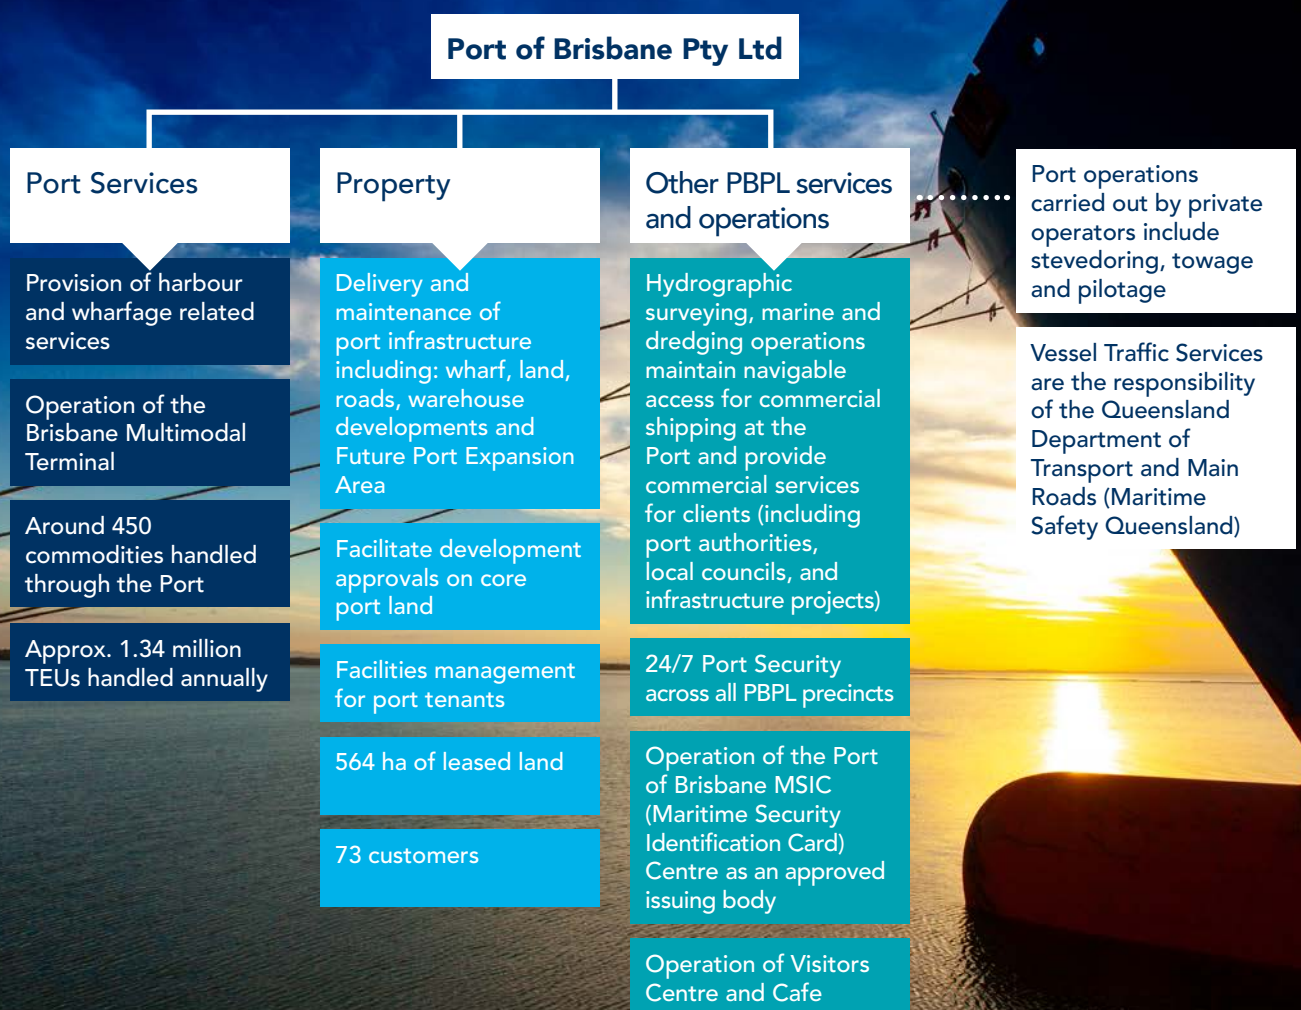 Port of Brisbane Pty Ltd
Port Services
Provision of harbour
and wharfage related
services
Operation of the
Brisbane Multimodal
Terminal
Around 450
commodities handled
through the Port
Approx. 1.34 million
TEUs handled annually
Property
Delivery and
maintenance of
port infrastructure
including: wharf, land,
roads, warehouse
developments and
Future Port Expansion
Area
Facilitate development
approvals on core
port land
Facilities management
for port tenants
564 ha of leased land
73 customers
Other PBPL services
and operations
Hydrographic
surveying, marine and
dredging operations
maintain navigable
access for commercial
shipping at the
Port and provide
commercial services
for clients (including
port authorities,
local councils, and
infrastructure projects)
24/7 Port Security
across all PBPL precincts
Operation of the Port
of Brisbane MSIC
(Maritime Security
Identification Card)
Centre as an approved
issuing body
Operation of Visitors
Centre and Cafe
Port operations
carried out by private
operators include
stevedoring, towage
and pilotage
Vessel Traffic Services
are the responsibility
of the Queensland
Department of
Transport and Main
Roads (Maritime
Safety Queensland)